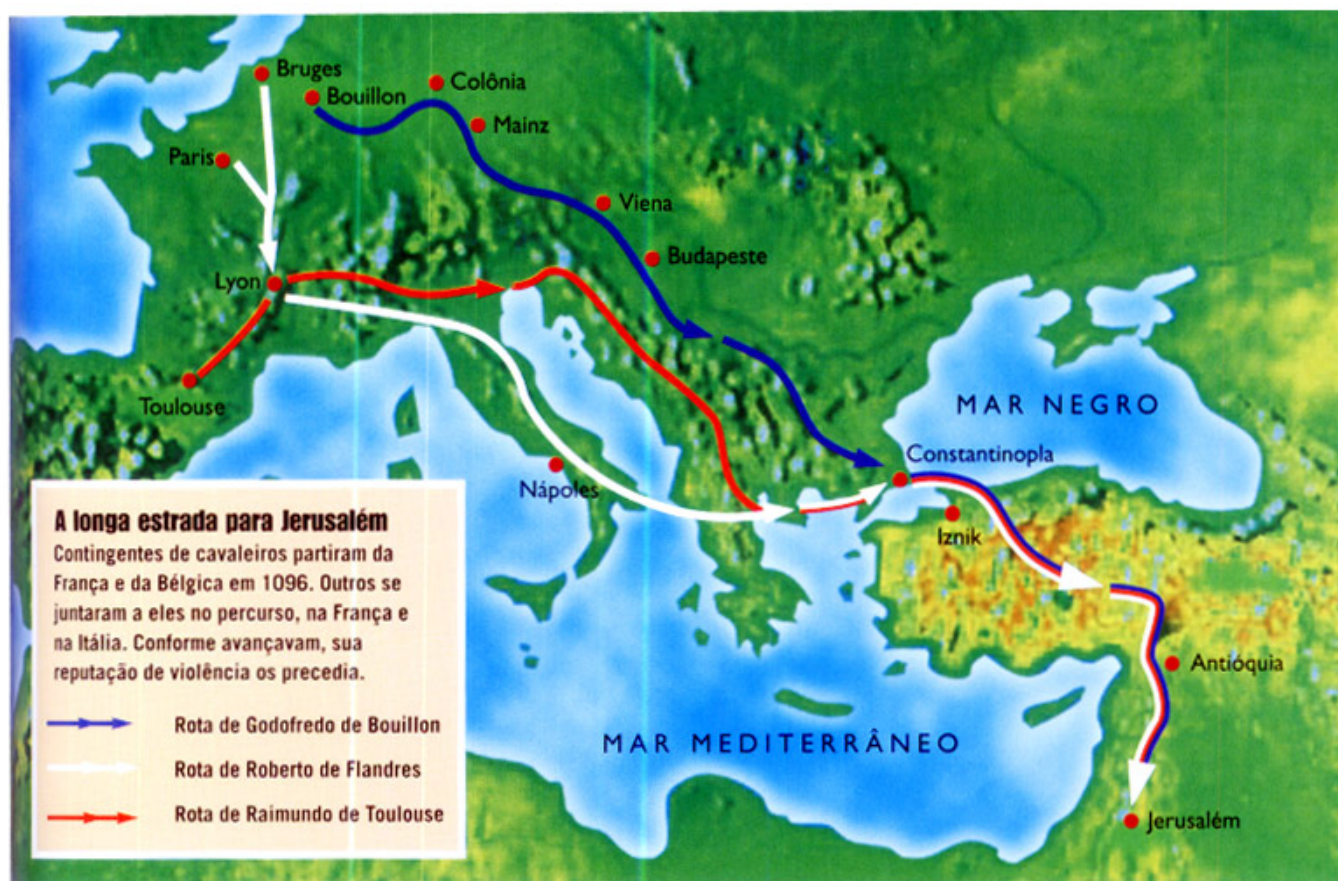 Bruges
Colônia
Bouillon
Mainz
Paris
Viena
Budapeste
Lyon
Toulouse
MAR NEGRO
Constantinopla
Nápoles
Iznik
Antióquia
MAR MEDITERRÂNEO
Jerusalém
A longa estrada para Jerusalém
Contingentes de cavaleiros partiram da
França e da Bélgica em 1096. Outros se
juntaram a eles no percurso, na França e
na Itália. Conforme avançavam, sua
reputação de violência os precedia.
Rota de Godofredo de Bouillon
Rota de Roberto de Flandres
Rota de Raimundo de Toulouse